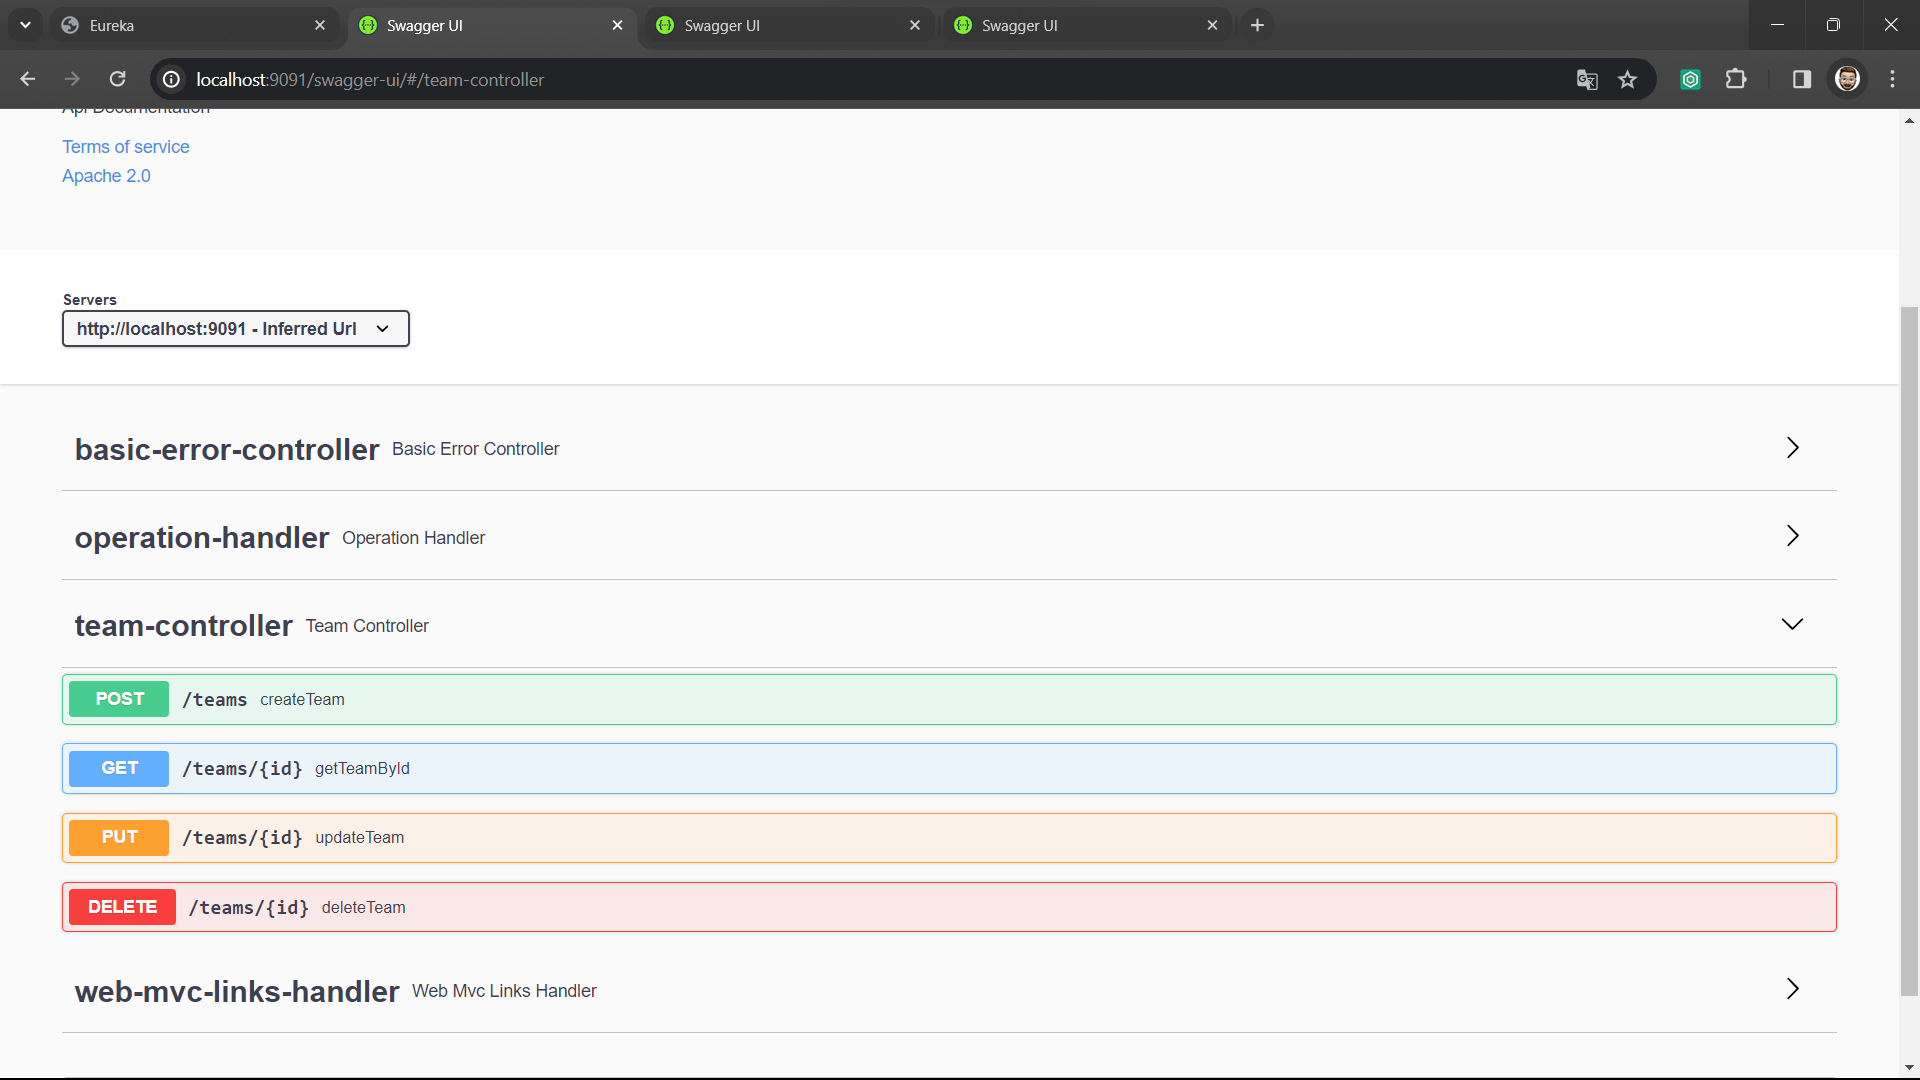 Eureka
Swagger UI
Swagger UI
Swagger UI
localhost:9091/swagger-ui/#/team-controller
Api Documentation
Terms of service
Apache 2.0
Servers
http://localhost:9091 - Inferred Url
basic-error-controller Basic Error Controller
operation-handler Operation Handler
team-controller Team Controller
POST /teams createTeam
GET /teams/{id} getTeamById
PUT /teams/{id} updateTeam
DELETE /teams/{id} deleteTeam
web-mvc-links-handler Web Mvc Links Handler